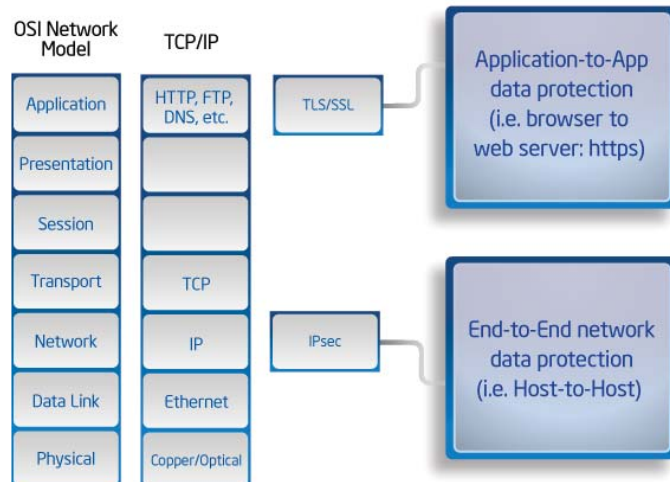 OSI Network
Model
TCP/IP
Application
HTTP, FTP,
DNS, etc.
TLS/SSL
Application-to-App
data protection
(i.e. browser to
web server: https)
Presentation
Session
Transport
TCP
Network
IP
IPsec
End-to-End network
data protection
(i.e. Host-to-Host)
Data Link
Ethernet
Physical
Copper/Optical